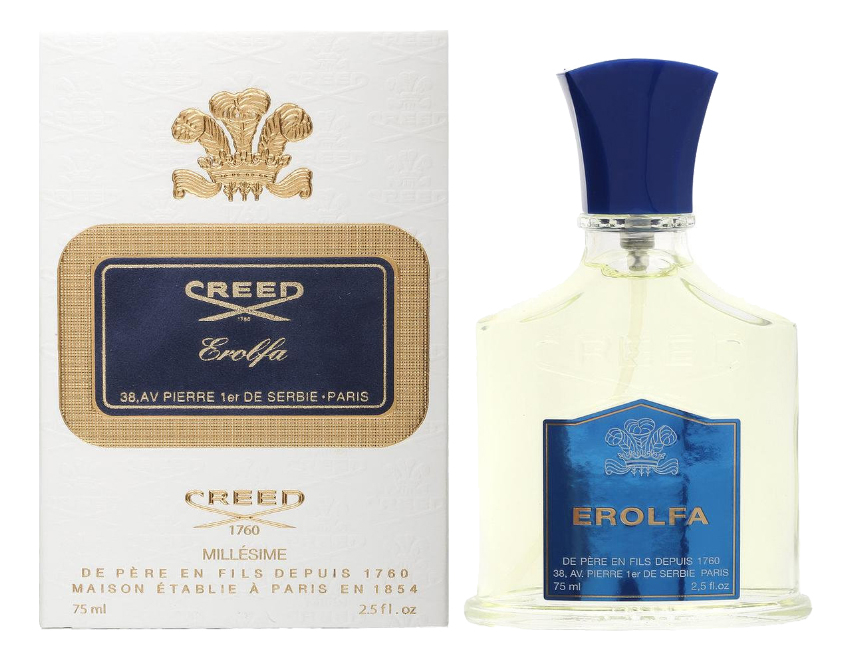 CREED
1760
Erolfa
38,AV PIERRE 1er DE SERBIE · PARIS
CREED
1760
MILLÉSIME
DE PÈRE EN FILS DEPUIS 1760
MAISON ÉTABLIE À PARIS EN 1854
75 ml 2.5 fl. oz
CREED
EROLFA
DE PÈRE EN FILS DEPUIS 1760
38, AV. PIERRE 1er DE SERBIE PARIS
75 ml 2,5 fl.oz